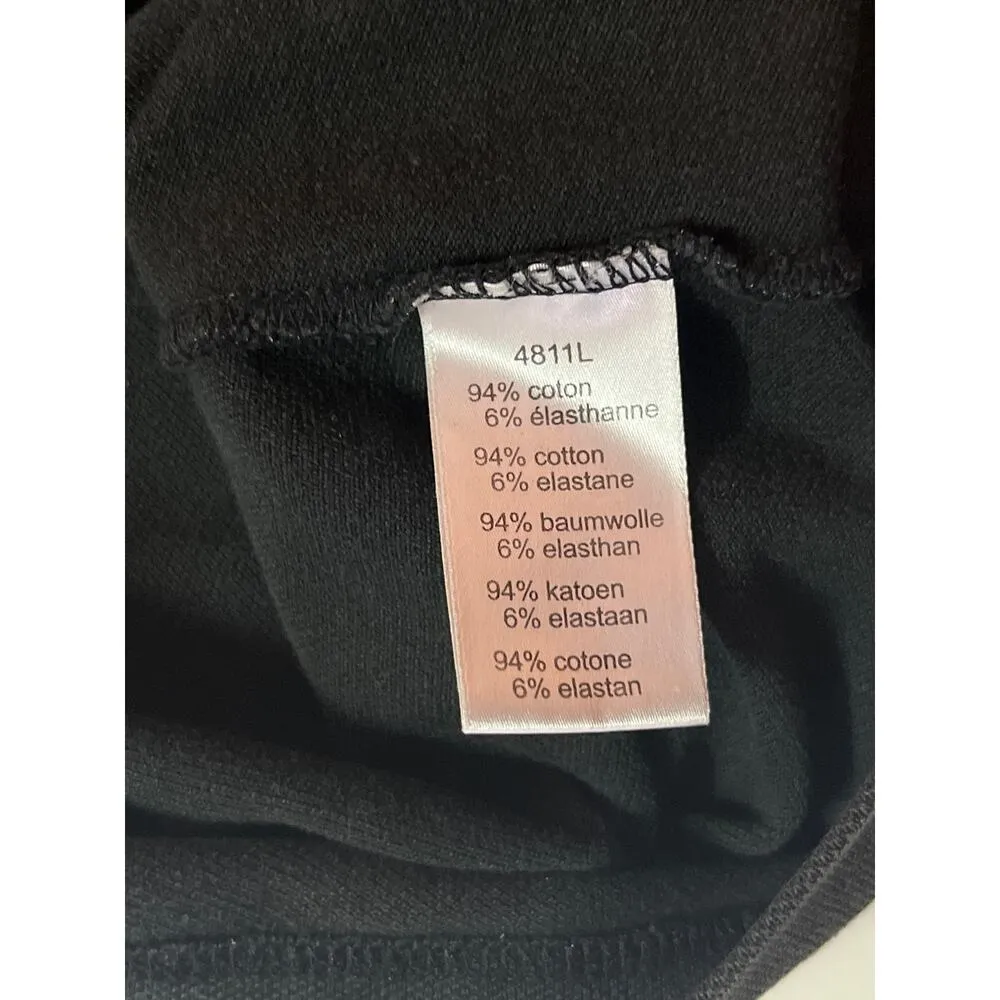 4811L
94% coton
6% élasthanne
94% cotton
6% elastane
94% baumwolle
6% elasthan
94% katoen
6% elastaan
94% cotone
6% elastan